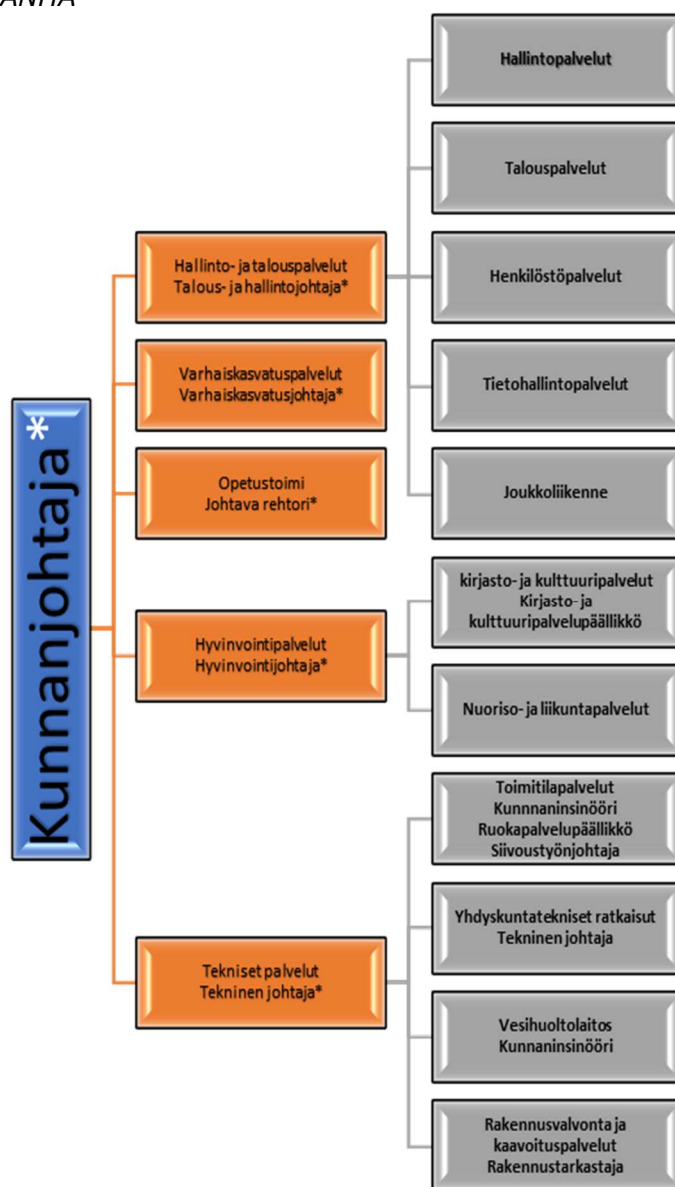 Hallintopalvelut
Talouspalvelut
Hallinto- ja talouspalvelut
Talous- ja hallintojohtaja*
Henkilöstöpalvelut
Varhaiskasvatuspalvelut
Varhaiskasvatusjohtaja*
Tietohallintopalvelut
Opetustoimi
Johtava rehtori*
Joukkoliikenne
Kunnanjohtaja*
kirjasto- ja kulttuuripalvelut
Kirjasto- ja
kulttuuripalvelupäällikkö
Hyvinvointipalvelut
Hyvinvointijohtaja*
Nuoriso- ja liikuntapalvelut
Toimitilapalvelut
Kunnnaninsinööri
Ruokapalvelupäällikkö
Siivoustyönjohtaja
Yhdyskuntatekniset ratkaisut
Tekninen johtaja
Tekniset palvelut
Tekninen johtaja*
Vesihuoltolaitos
Kunnaninsinööri
Rakennusvalvonta ja
kaavoituspalvelut
Rakennustarkastaja